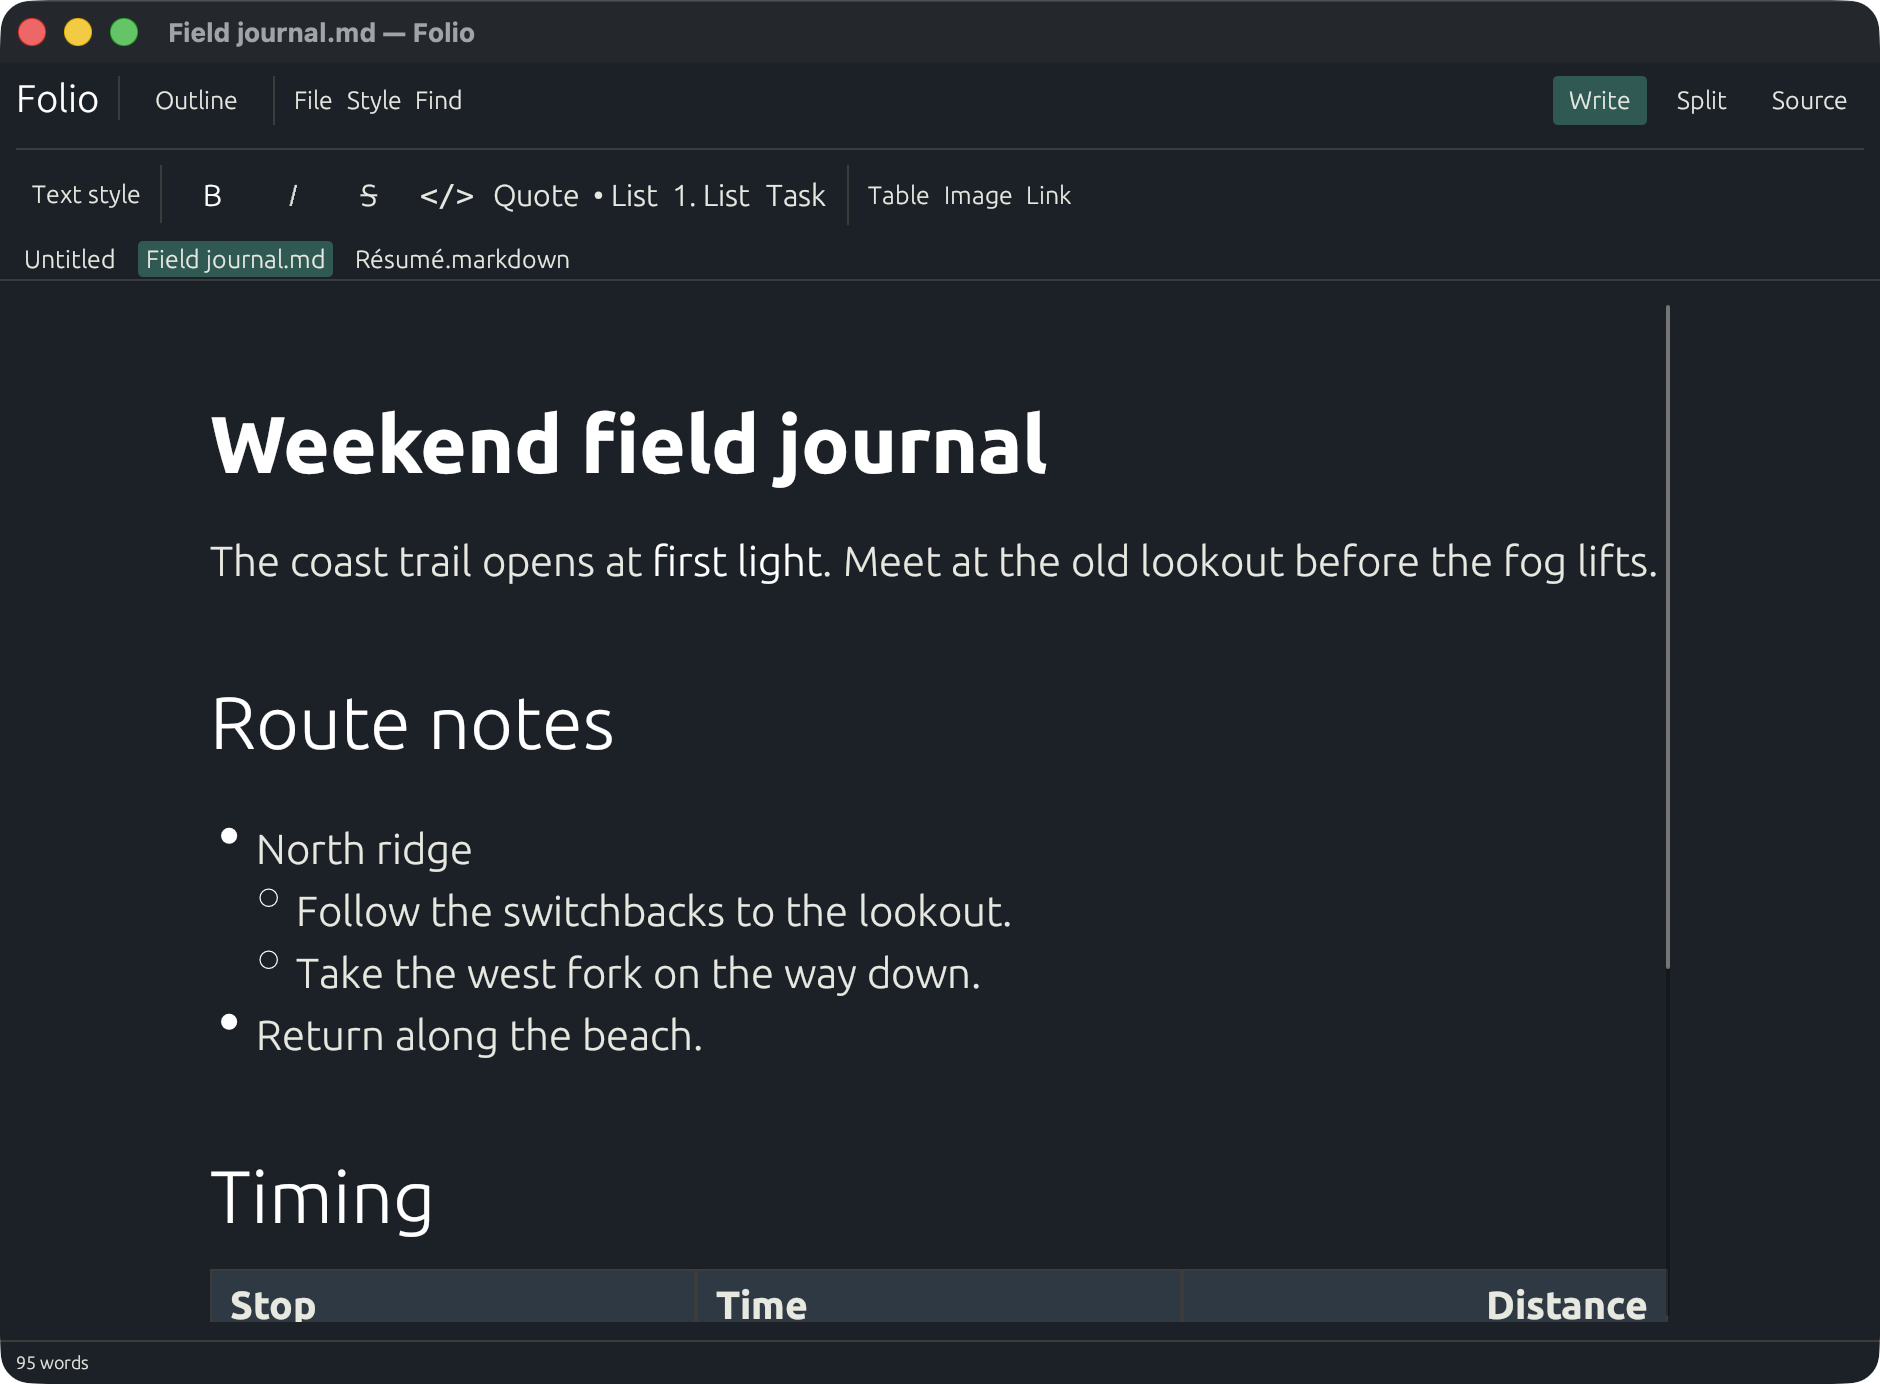 Field journal.md — Folio
Folio Outline File Style Find Write Split Source
Text style B I S </> Quote • List 1. List Task Table Image Link
Untitled Field journal.md Résumé.markdown
Weekend field journal
The coast trail opens at first light. Meet at the old lookout before the fog lifts.
Route notes
• North ridge
○ Follow the switchbacks to the lookout.
○ Take the west fork on the way down.
• Return along the beach.
Timing
Stop Time Distance
95 words